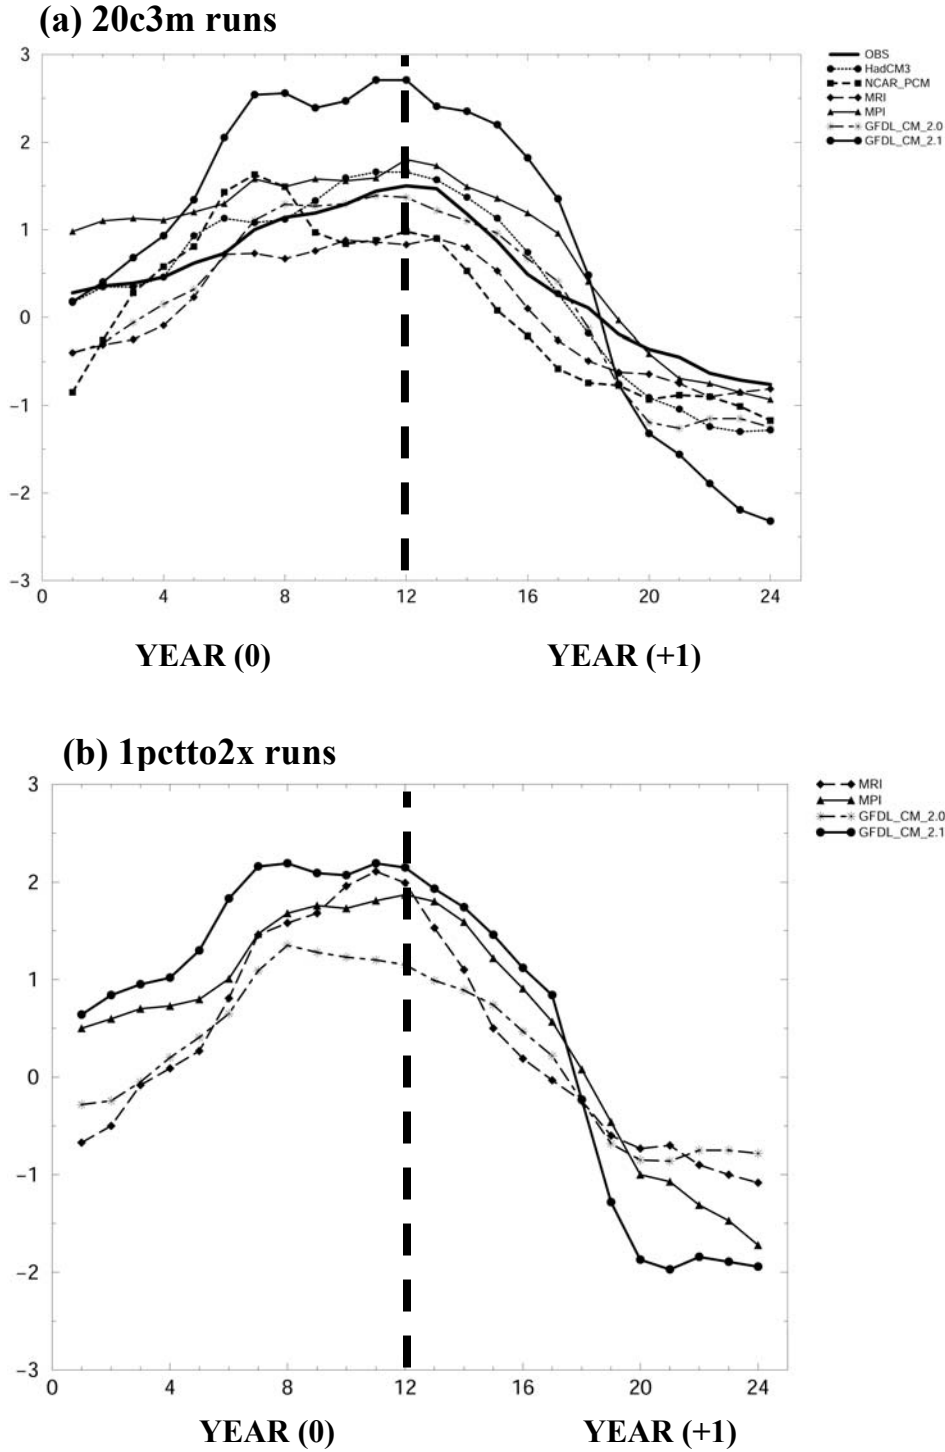 (a) 20c3m runs
3
2
1
0
−1
−2
−3
0 4 8 12 16 20 24
OBS
HadCM3
NCAR_PCM
MRI
MPI
GFDL_CM_2.0
GFDL_CM_2.1
YEAR (0) YEAR (+1)
(b) 1pctto2x runs
3
2
1
0
−1
−2
−3
0 4 8 12 16 20 24
MRI
MPI
GFDL_CM_2.0
GFDL_CM_2.1
YEAR (0) YEAR (+1)